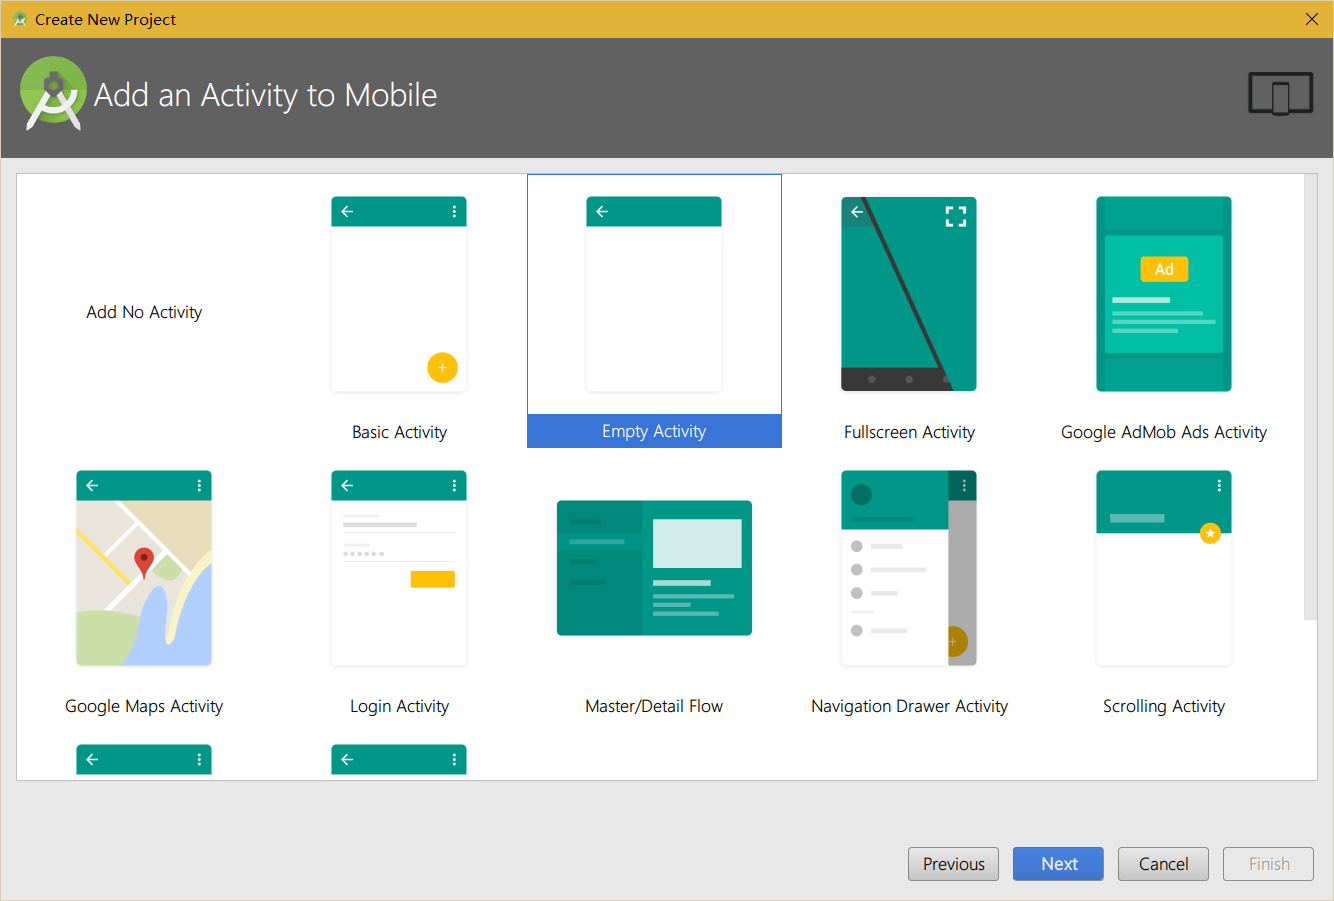 Create New Project
Add an Activity to Mobile
Add No Activity
Basic Activity
Empty Activity
Fullscreen Activity
Ad
Google AdMob Ads Activity
Google Maps Activity
Login Activity
Master/Detail Flow
Navigation Drawer Activity
Scrolling Activity
Previous
Next
Cancel
Finish